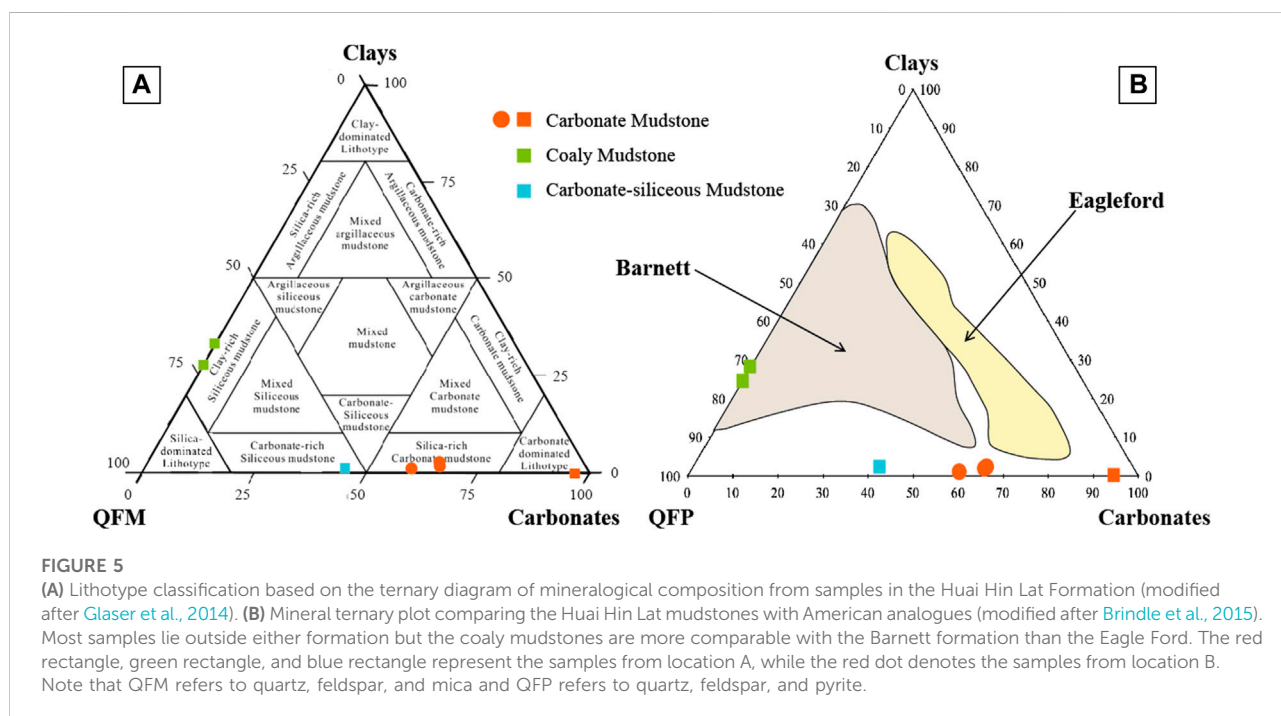 A
Clays
0
100
Clay-
dominated
Lithotype
25
75
Silica-rich
Argillaceous mudstone
Carbonate-rich
Argillaceous mudstone
Mixed
argillaceous
mudstone
50
50
Argillaceous
siliceous
mudstone
Argillaceous
carbonate
mudstone
Clay-rich
Siliceous mudstone
Mixed
mudstone
Clay-rich
Carbonate mudstone
75
25
Mixed
Siliceous
mudstone
Carbonate-
Siliceous
mudstone
Mixed
Carbonate
mudstone
Silica-
dominated
Lithotype
Carbonate-rich
Siliceous mudstone
Silica-rich
Carbonate mudstone
Carbonate
dominated
Lithotype
100
0
0
25
50
75
100
QFM
Carbonates
Carbonate Mudstone
Coaly Mudstone
Carbonate-siliceous Mudstone
B
Clays
0
100
10
90
20
80
30
70
40
60
50
50
60
40
70
30
80
20
90
10
100
0
0
10
20
30
40
50
60
70
80
90
100
QFP
Carbonates
Barnett
Eagleford
FIGURE 5
(A) Lithotype classification based on the ternary diagram of mineralogical composition from samples in the Huai Hin Lat Formation (modified
after Glaser et al., 2014). (B) Mineral ternary plot comparing the Huai Hin Lat mudstones with American analogues (modified after Brindle et al., 2015).
Most samples lie outside either formation but the coaly mudstones are more comparable with the Barnett formation than the Eagle Ford. The red
rectangle, green rectangle, and blue rectangle represent the samples from location A, while the red dot denotes the samples from location B.
Note that QFM refers to quartz, feldspar, and mica and QFP refers to quartz, feldspar, and pyrite.